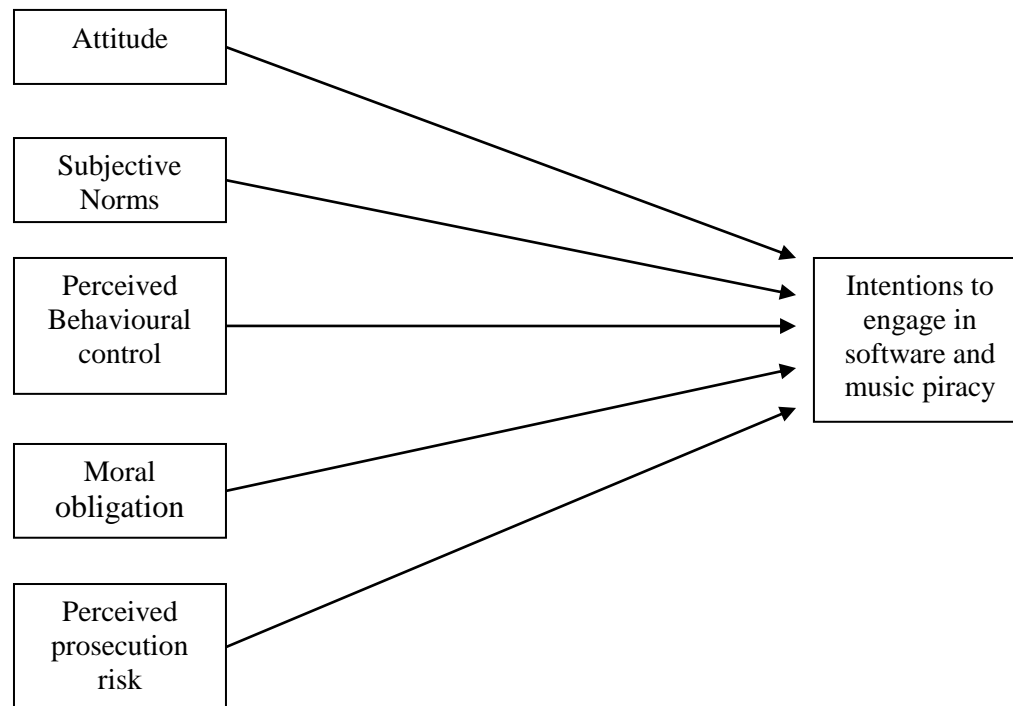 Attitude
Subjective
Norms
Perceived
Behavioural
control
Moral
obligation
Perceived
prosecution
risk
Intentions to
engage in
software and
music piracy